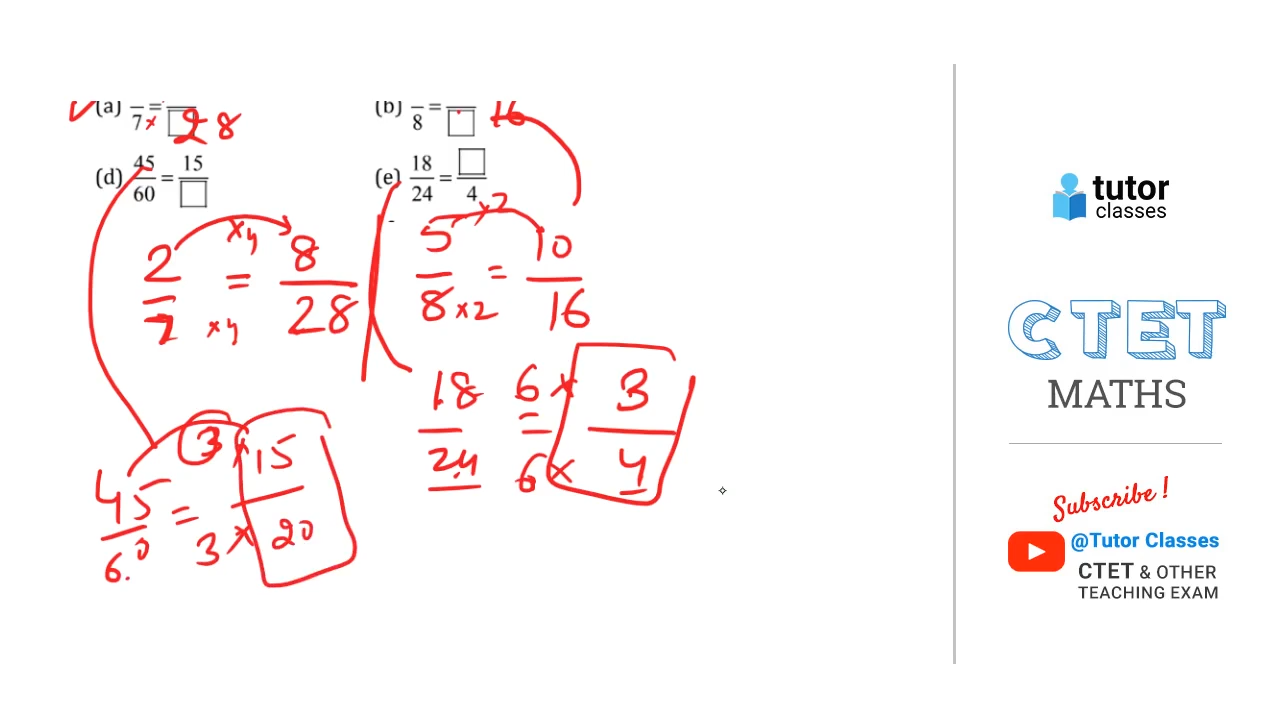 (a) 7 = 28
(b) 8 = 16
(d) 45/60 = 15/□
(e) 18/24 = □/4
2/7 = 8/28
×4
×4
5/8 ×2 = 10/16
×2
18/24 = 6 × 3 / 6 × 4
45/60 = 3 × 15 / 3 × 20
tutor
classes
CTET
MATHS
Subscribe !
@Tutor Classes
CTET & OTHER
TEACHING EXAM